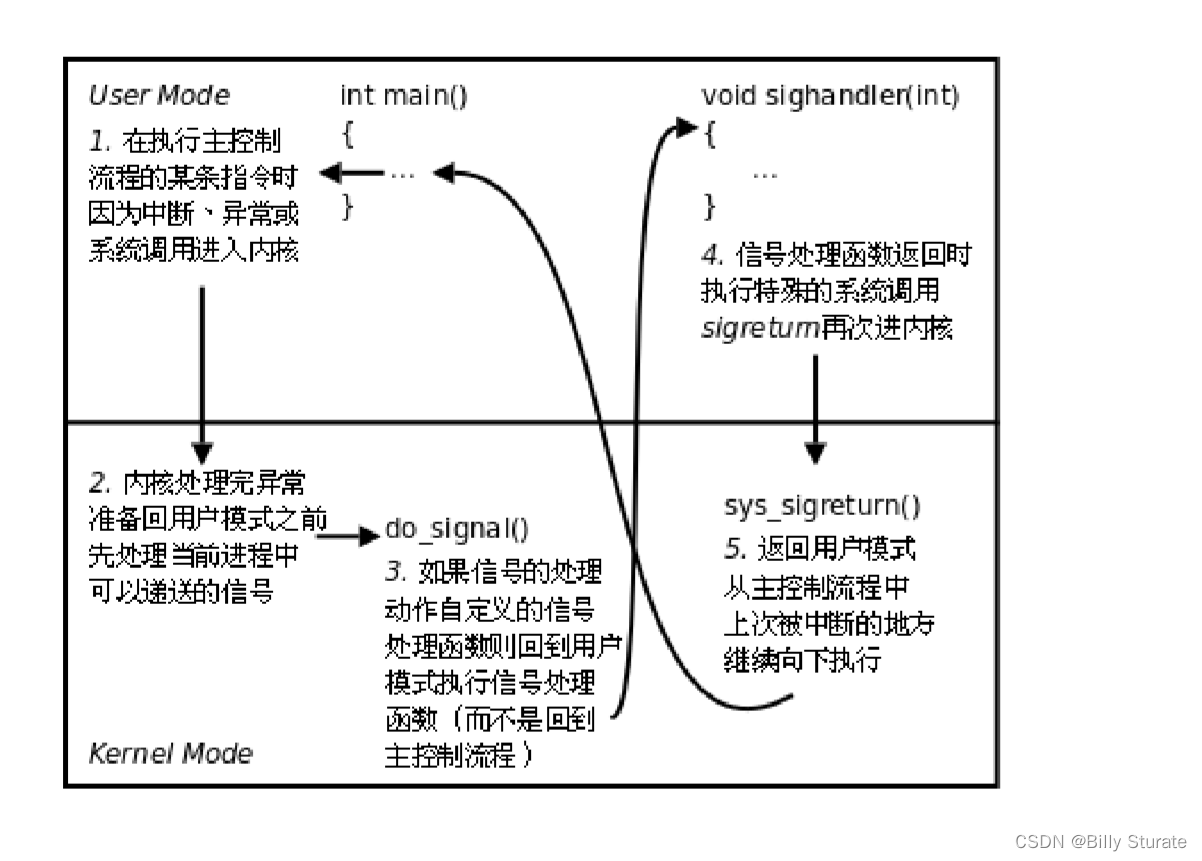 User Mode
1. 在执行主控制
流程的某条指令时
因为中断、异常或
系统调用进入内核
int main()
{
...
}
void sighandler(int)
{
...
}
4. 信号处理函数返回时
执行特殊的系统调用
sigreturn再次进内核
2. 内核处理完异常
准备回用户模式之前
先处理当前进程中
可以递送的信号
do_signal()
3. 如果信号的处理
动作自定义的信号
处理函数则回到用户
模式执行信号处理
函数（而不是回到
主控制流程）
sys_sigreturn()
5. 返回用户模式
从主控制流程中
上次被中断的地方
继续向下执行
Kernel Mode
CSDN @Billy Sturate